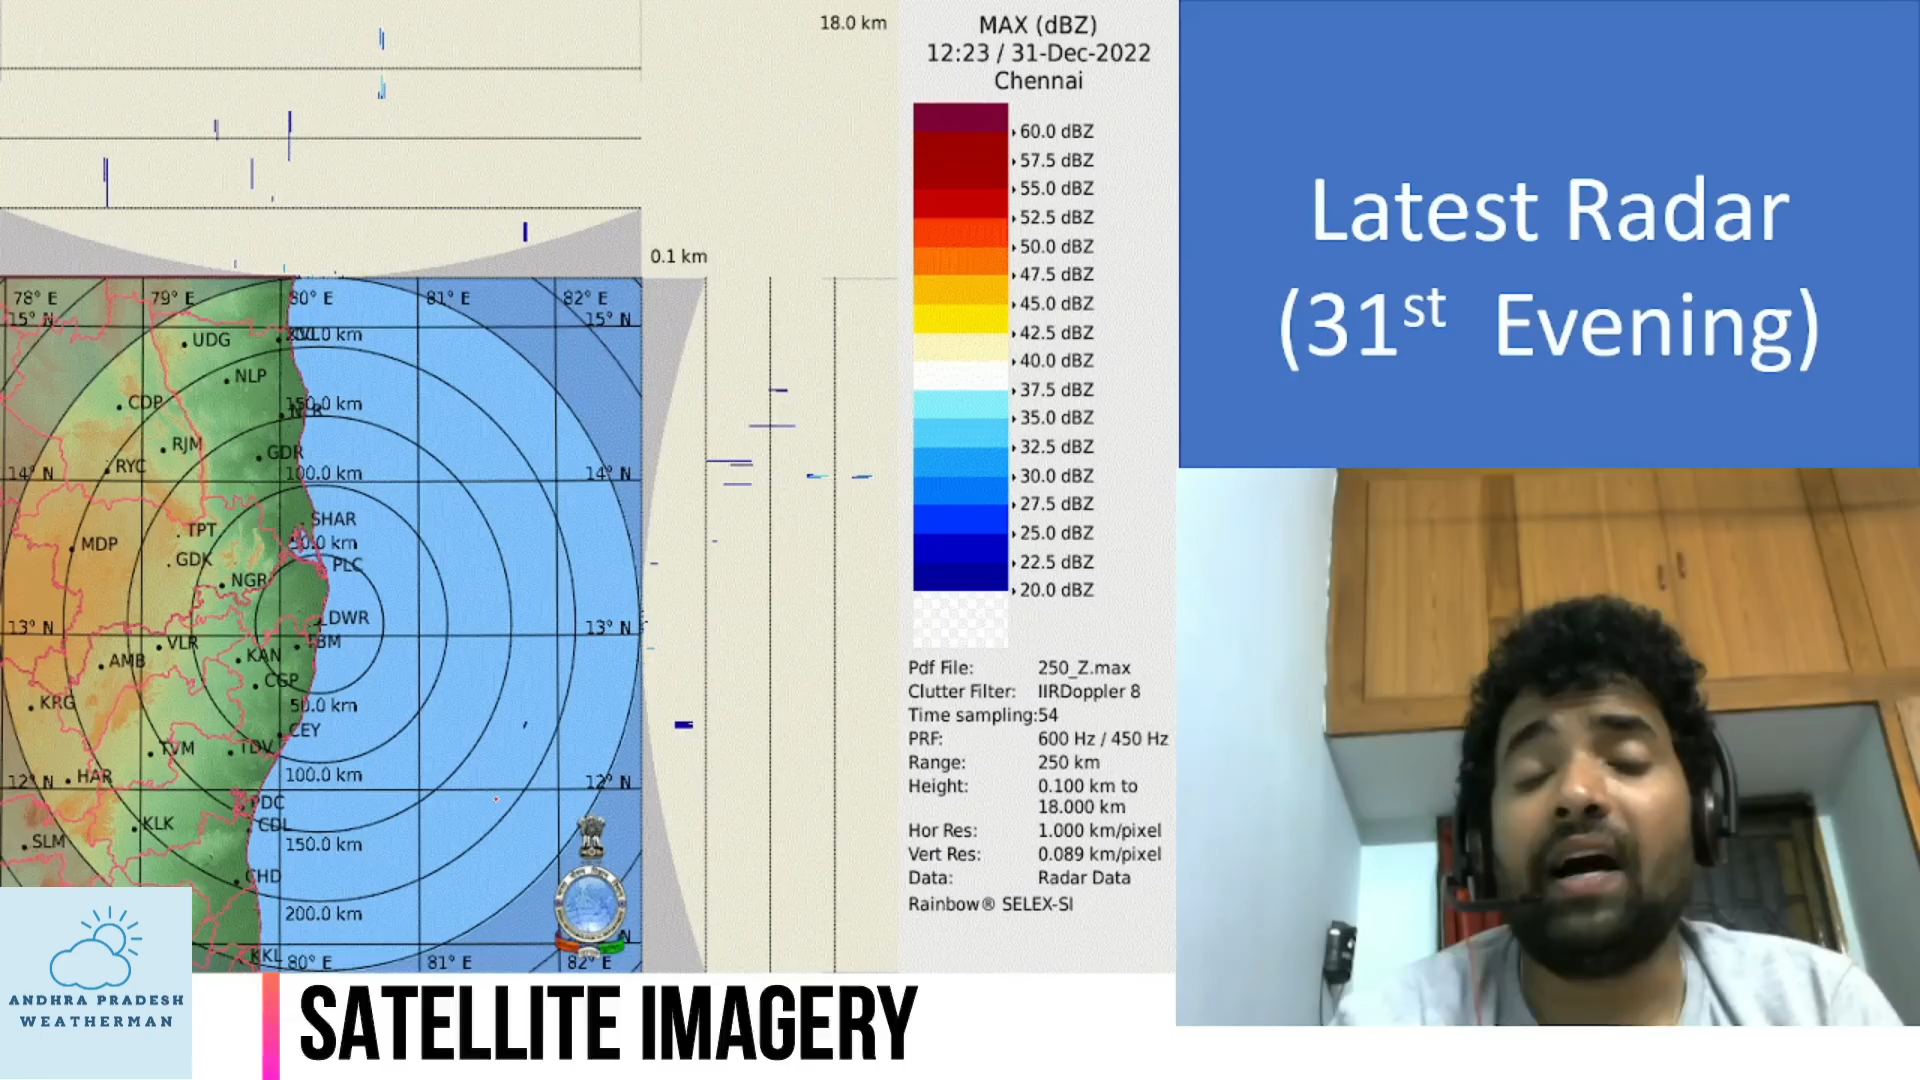 18.0 km
0.1 km
78° E
79° E
80° E
81° E
82° E
15° N
15° N
UDG
NLP
CDP
150.0 km
RJM
RYC
GDR
14° N
100.0 km
14° N
SHAR
TPT
MDP
GDK
PLC
NGR
DWR
13° N
13° N
VLR
AMB
KAN
CGP
KRG
50.0 km
CEY
TVM
TDV
HAR
12° N
100.0 km
12° N
PDC
CDL
KLK
SLM
150.0 km
CHD
200.0 km
KKL
80° E
81° E
82° E
MAX (dBZ)
12:23 / 31-Dec-2022
Chennai
60.0 dBZ
57.5 dBZ
55.0 dBZ
52.5 dBZ
50.0 dBZ
47.5 dBZ
45.0 dBZ
42.5 dBZ
40.0 dBZ
37.5 dBZ
35.0 dBZ
32.5 dBZ
30.0 dBZ
27.5 dBZ
25.0 dBZ
22.5 dBZ
20.0 dBZ
Pdf File: 250_Z.max
Clutter Filter: IIRDoppler 8
Time sampling:54
PRF: 600 Hz / 450 Hz
Range: 250 km
Height: 0.100 km to
18.000 km
Hor Res: 1.000 km/pixel
Vert Res: 0.089 km/pixel
Data: Radar Data
Rainbow® SELEX-SI
Latest Radar
(31st Evening)
ANDHRA PRADESH
WEATHERMAN
SATELLITE IMAGERY